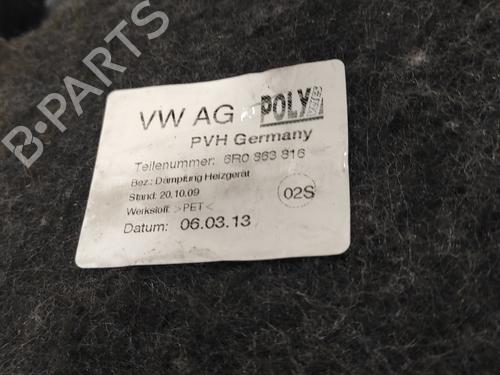 B-PARTS
VW AG POLY
PVH Germany
Teilenummer: 6R0 863 816
Bez.: Dämpfung Heizgerät
Stand: 20.10.09
Werkstoff: >PET<
02S
Datum: 06.03.13